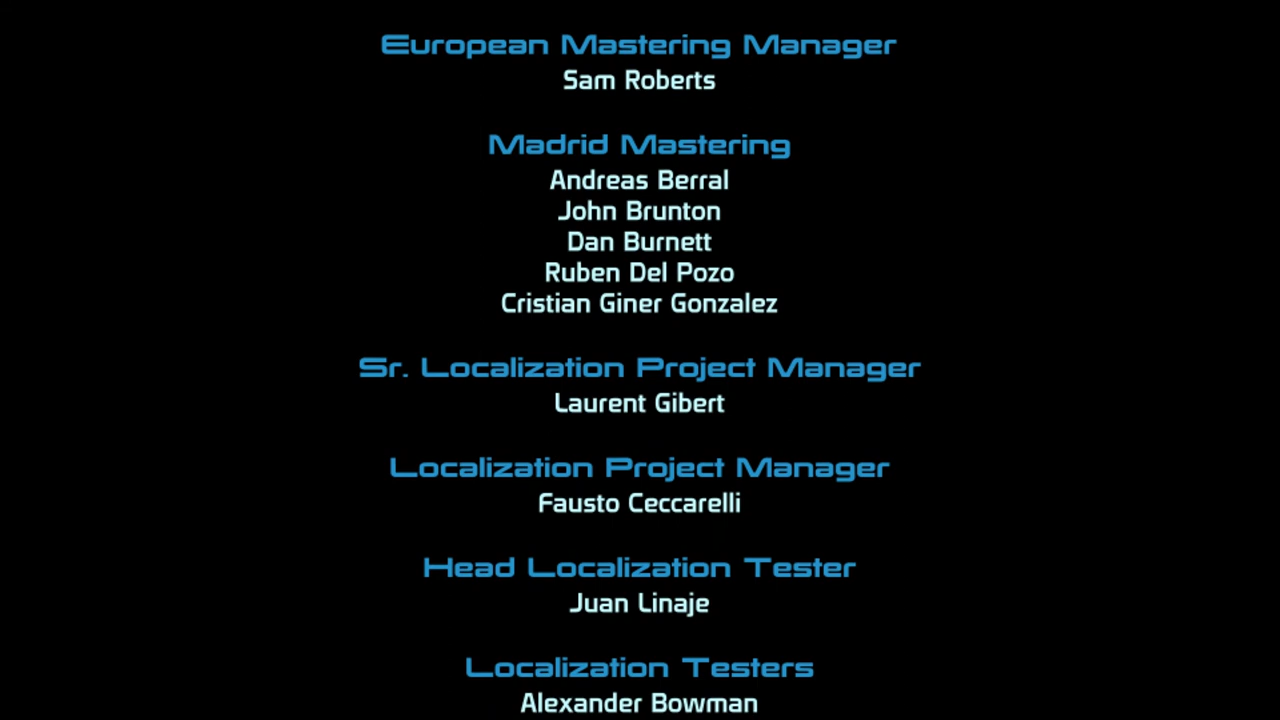 European Mastering Manager
Sam Roberts
Madrid Mastering
Andreas Berral
John Brunton
Dan Burnett
Ruben Del Pozo
Cristian Giner Gonzalez
Sr. Localization Project Manager
Laurent Gibert
Localization Project Manager
Fausto Ceccarelli
Head Localization Tester
Juan Linaje
Localization Testers
Alexander Bowman